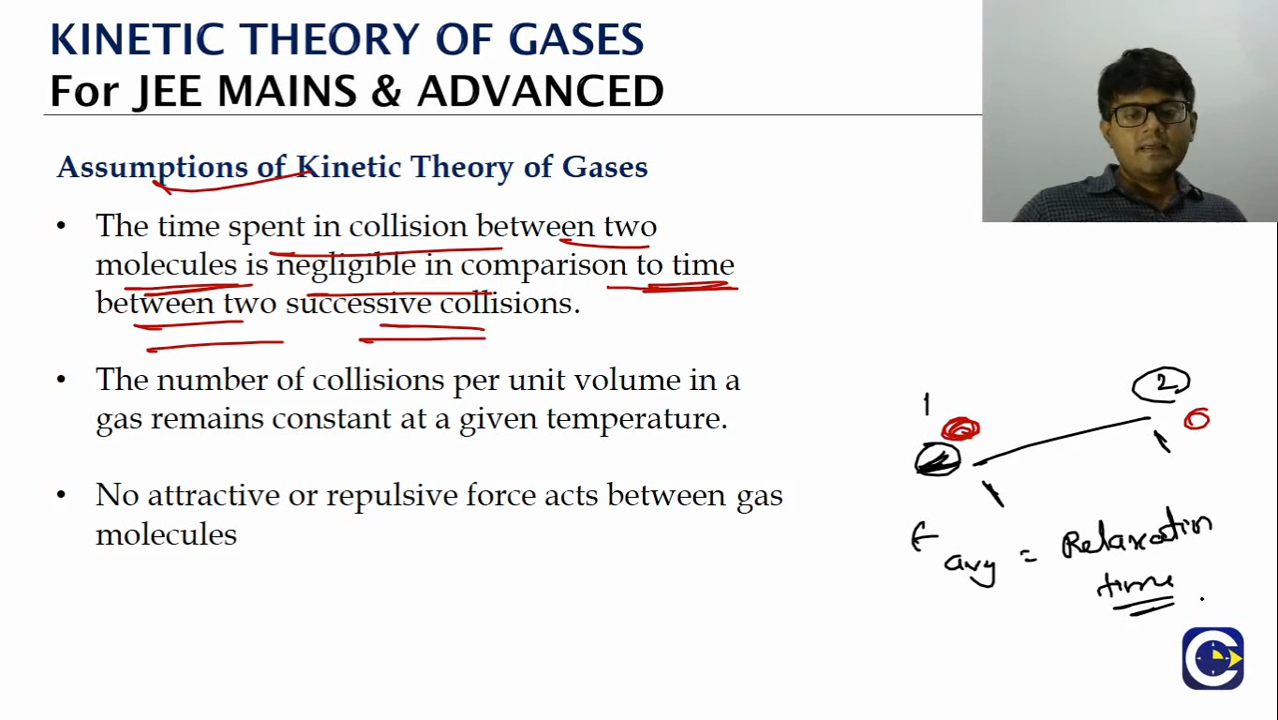 KINETIC THEORY OF GASES
For JEE MAINS & ADVANCED
Assumptions of Kinetic Theory of Gases
• The time spent in collision between two
molecules is negligible in comparison to time
between two successive collisions.
• The number of collisions per unit volume in a
gas remains constant at a given temperature.
• No attractive or repulsive force acts between gas
molecules
1
2
t avg = Relaxation
time